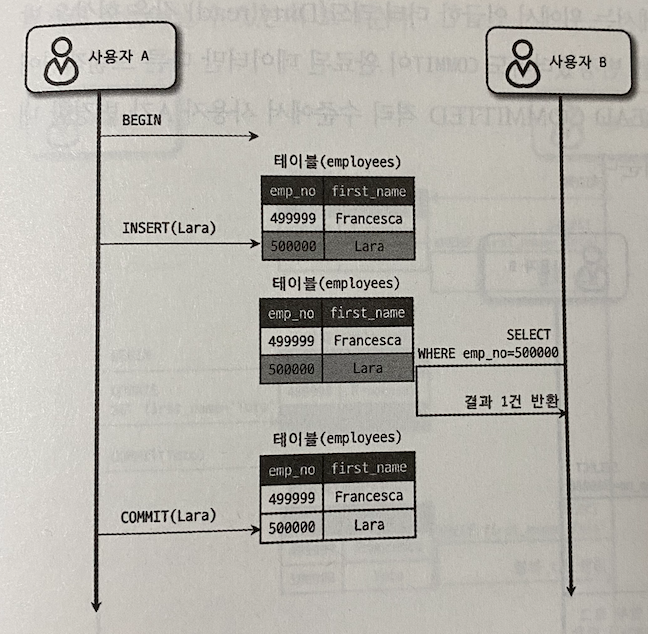 사용자 A
사용자 B
BEGIN
테이블(employees)
emp_no first_name
499999 Francesca
500000 Lara
INSERT(Lara)
테이블(employees)
emp_no first_name
499999 Francesca
500000 Lara
SELECT
WHERE emp_no=500000
결과 1건 반환
테이블(employees)
emp_no first_name
499999 Francesca
500000 Lara
COMMIT(Lara)